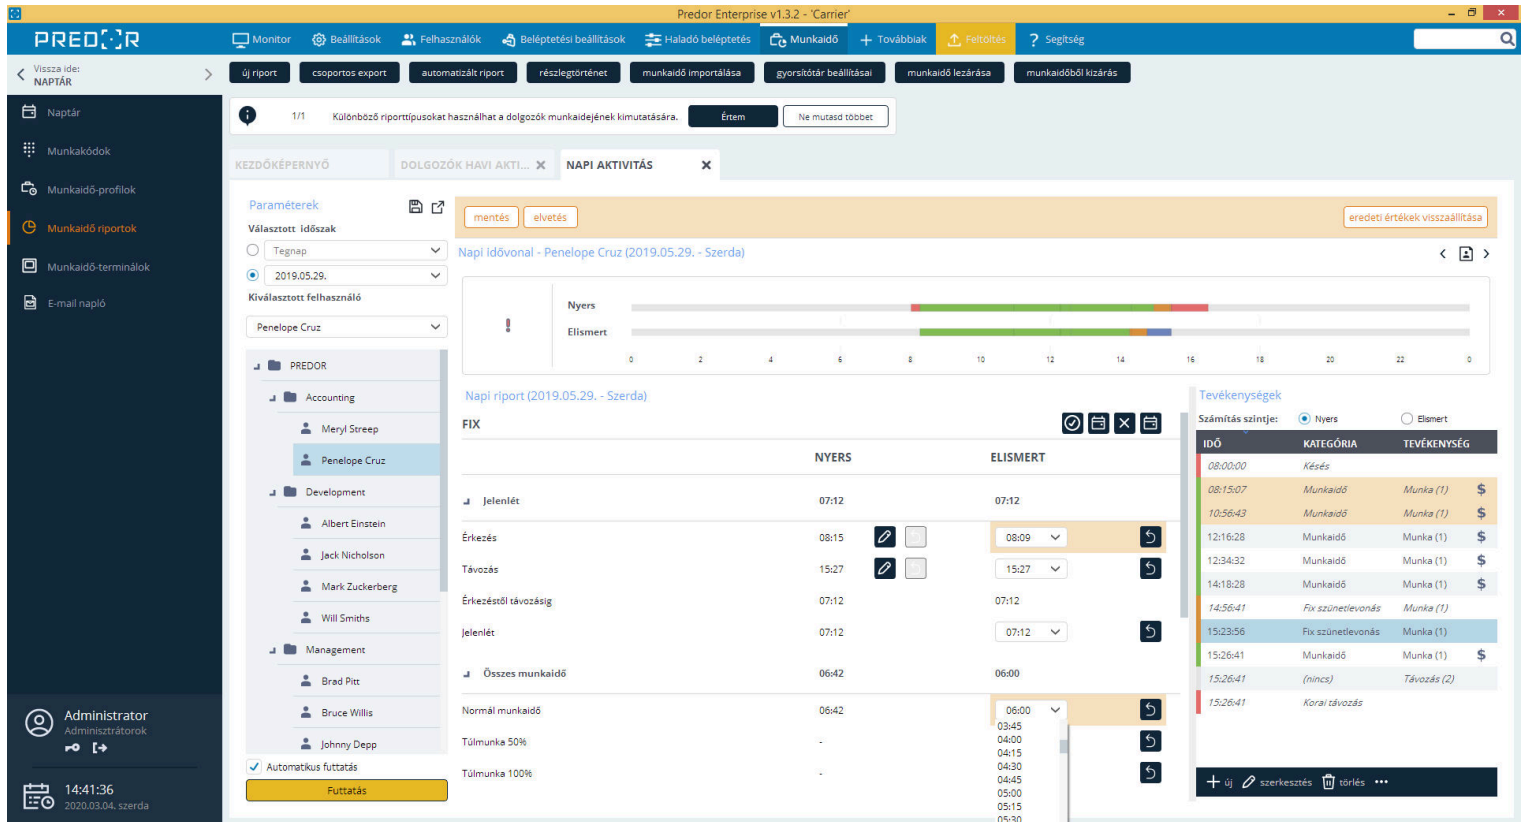 Predor Enterprise v1.3.2 - 'Carrier'
PREDOR
Monitor Beállítások Felhasználók Beléptetési beállítások Haladó beléptetés Munkaidő Továbbiak Feltöltés Segítség
Vissza ide:
NAPTÁR
új riport csoportos export automatizált riport részlegtörténet munkaidő importálása gyorsítótár beállításai munkaidő lezárása munkaidőből kizárás
Naptár
Munkakódok
Munkaidő-profilok
Munkaidő riportok
Munkaidő-terminálok
E-mail napló
Administrator
Adminisztrátorok
14:41:36
2020.03.04. szerda
1/1 Különböző riporttípusokat használhat a dolgozók munkaidejének kimutatására. Értem Ne mutasd többet
KEZDŐKÉPERNYŐ DOLGOZÓK HAVI AKTI... NAPI AKTIVITÁS
Paraméterek
Választott időszak
Tegnap
2019.05.29.
Kiválasztott felhasználó
Penelope Cruz
PREDOR
Accounting
Meryl Streep
Penelope Cruz
Development
Albert Einstein
Jack Nicholson
Mark Zuckerberg
Will Smiths
Management
Brad Pitt
Bruce Willis
Johnny Depp
Automatikus futtatás
Futtatás
mentés elvetés eredeti értékek visszaállítása
Napi idővonal - Penelope Cruz (2019.05.29. - Szerda)
Nyers
Elismert
0 2 4 6 8 10 12 14 16 18 20 22 0
Napi riport (2019.05.29. - Szerda)
FIX
NYERS ELISMERT
Jelenlét 07:12 07:12
Érkezés 08:15 08:09
Távozás 15:27 15:27
Érkezéstől távozásig 07:12 07:12
Jelenlét 07:12 07:12
Összes munkaidő 06:42 06:00
Normál munkaidő 06:42 06:00
03:45
04:00
Túlmunka 50% -
04:15
04:30
Túlmunka 100% -
04:45
05:00
05:15
05:30
Tevékenységek
Számítás szintje: Nyers Elismert
IDŐ KATEGÓRIA TEVÉKENYSÉG
08:00:00 Késés
08:15:07 Munkaidő Munka (1) $
10:56:43 Munkaidő Munka (1) $
12:16:28 Munkaidő Munka (1) $
12:34:32 Munkaidő Munka (1) $
14:18:28 Munkaidő Munka (1) $
14:56:41 Fix szünetlevonás Munka (1)
15:23:56 Fix szünetlevonás Munka (1)
15:26:41 Munkaidő Munka (1) $
15:26:41 (nincs) Távozás (2)
15:26:41 Korai távozás
új szerkesztés törlés